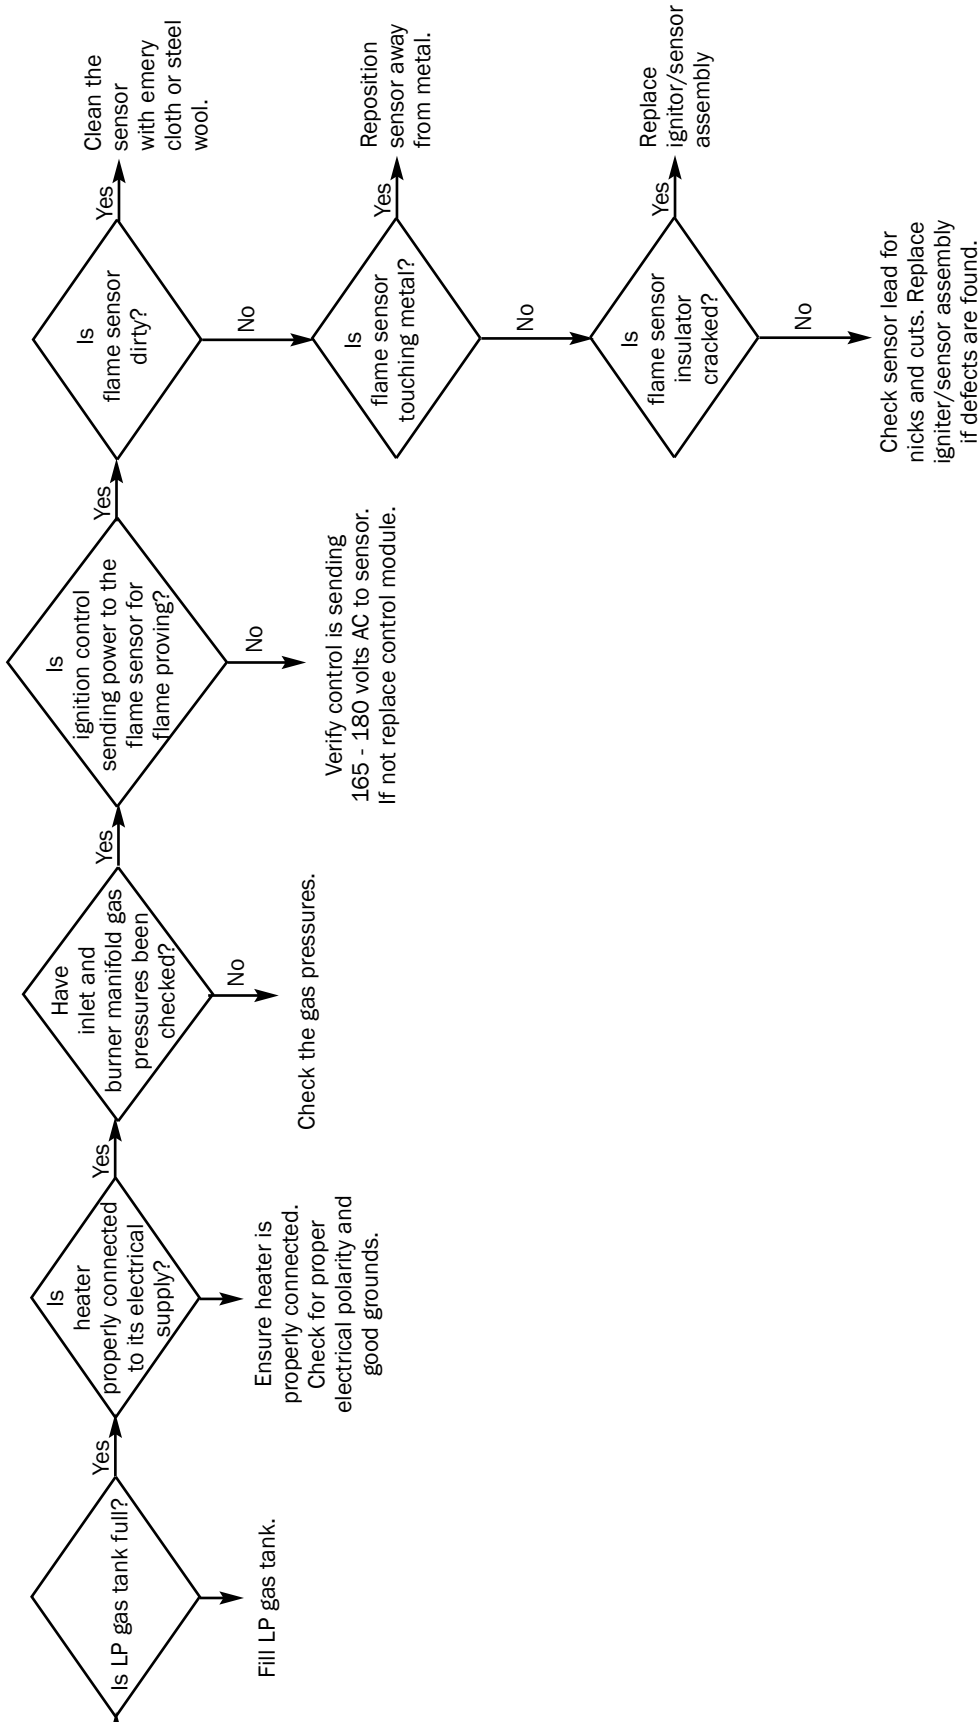 Is LP gas tank full?
Yes
Fill LP gas tank.
Is
heater
properly connected
to its electrical
supply?
Yes
Ensure heater is
properly connected.
Check for proper
electrical polarity and
good grounds.
Have
inlet and
burner manifold gas
pressures been
checked?
Yes
No
Check the gas pressures.
Is
ignition control
sending power to the
flame sensor for
flame proving?
Yes
No
Verify control is sending
165 - 180 volts AC to sensor.
If not replace control module.
Is
flame sensor
dirty?
Yes
Clean the
sensor
with emery
cloth or steel
wool.
No
Is
flame sensor
touching metal?
Yes
Reposition
sensor away
from metal.
No
Is
flame sensor
insulator
cracked?
Yes
Replace
ignitor/sensor
assembly
No
Check sensor lead for
nicks and cuts. Replace
igniter/sensor assembly
if defects are found.